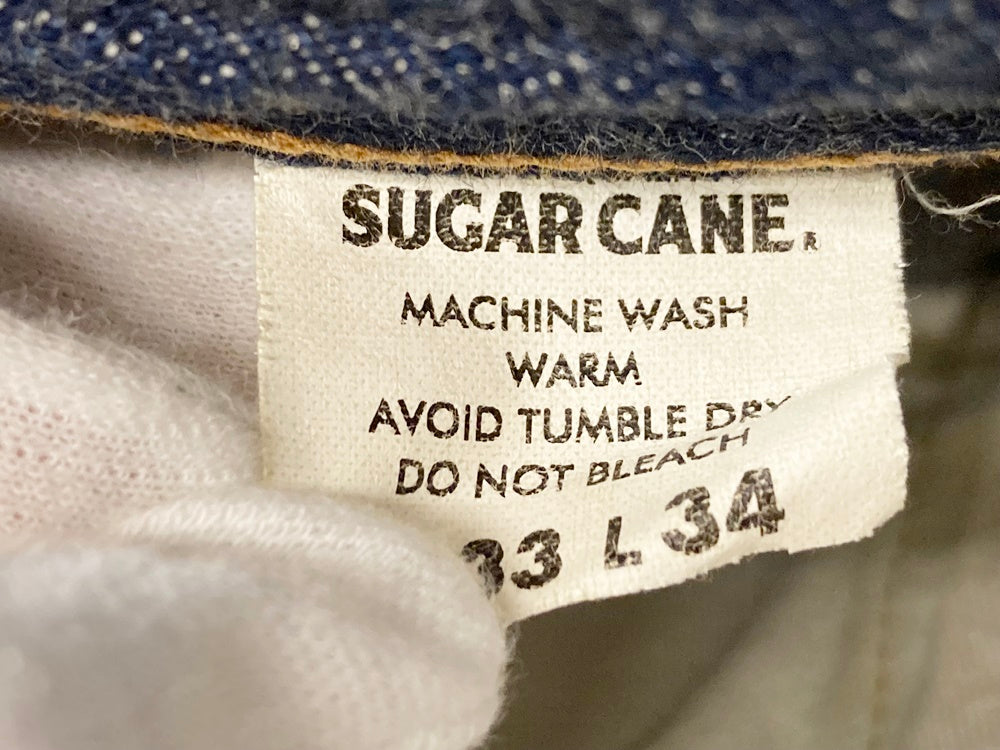 SUGAR CANE®
MACHINE WASH
WARM
AVOID TUMBLE DRY
DO NOT BLEACH
33 L 34